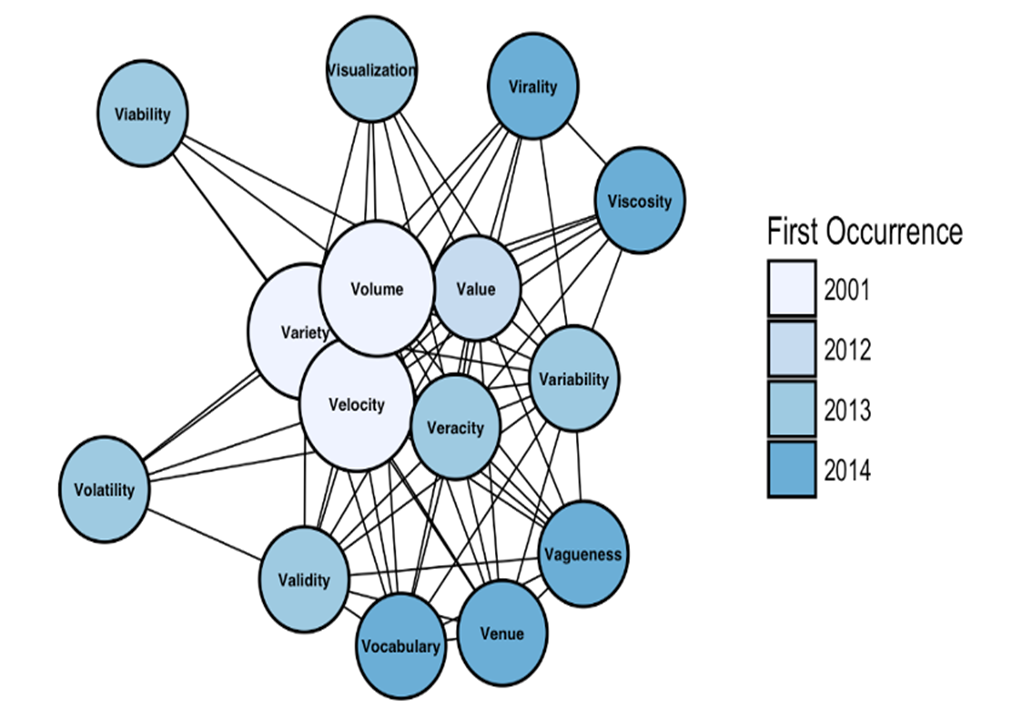 Visualization
Virality
Viability
Viscosity
Volume
Value
Variety
Variability
Velocity
Veracity
Volatility
Vagueness
Validity
Venue
Vocabulary
First Occurrence
2001
2012
2013
2014